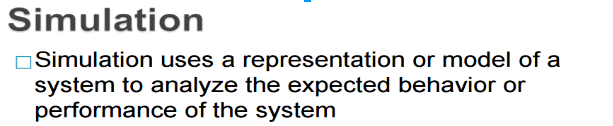 Simulation
Simulation uses a representation or model of a
system to analyze the expected behavior or
performance of the system